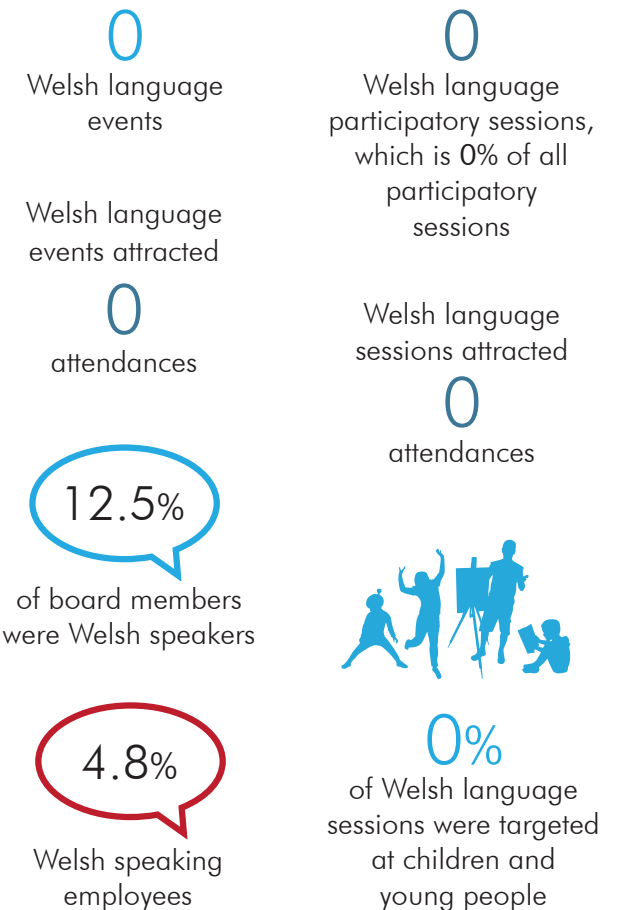 0
Welsh language
events
Welsh language
events attracted
0
attendances
12.5%
of board members
were Welsh speakers
4.8%
Welsh speaking
employees
0
Welsh language
participatory sessions,
which is 0% of all
participatory
sessions
Welsh language
sessions attracted
0
attendances
0%
of Welsh language
sessions were targeted
at children and
young people